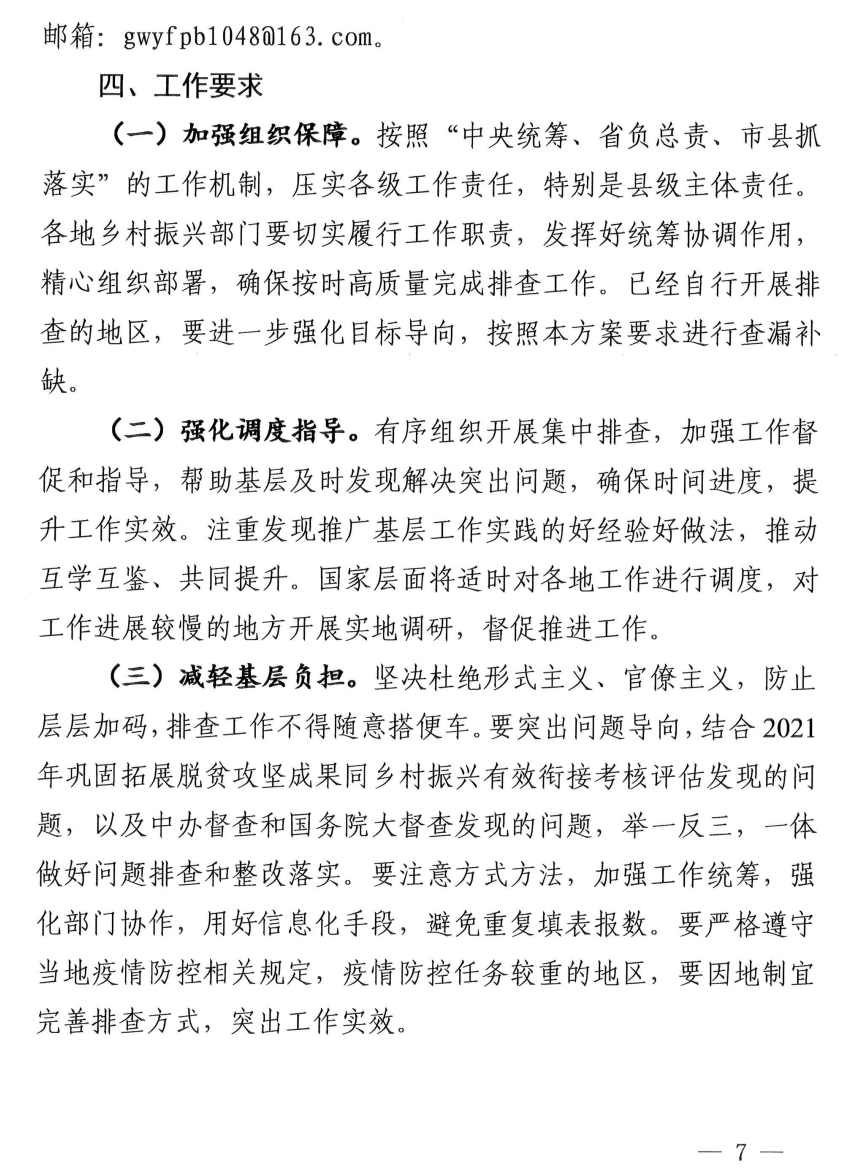 邮箱：gwyfpb1048@163.com。
四、工作要求
（一）加强组织保障。按照“中央统筹、省负总责、市县抓
落实”的工作机制，压实各级工作责任，特别是县级主体责任。
各地乡村振兴部门要切实履行工作职责，发挥好统筹协调作用，
精心组织部署，确保按时高质量完成排查工作。已经自行开展排
查的地区，要进一步强化目标导向，按照本方案要求进行查漏补
缺。
（二）强化调度指导。有序组织开展集中排查，加强工作督
促和指导，帮助基层及时发现解决突出问题，确保时间进度，提
升工作实效。注重发现推广基层工作实践的好经验好做法，推动
互学互鉴、共同提升。国家层面将适时对各地工作进行调度，对
工作进展较慢的地方开展实地调研，督促推进工作。
（三）减轻基层负担。坚决杜绝形式主义、官僚主义，防止
层层加码，排查工作不得随意搭便车。要突出问题导向，结合 2021
年巩固拓展脱贫攻坚成果同乡村振兴有效衔接考核评估发现的问
题，以及中办督查和国务院大督查发现的问题，举一反三，一体
做好问题排查和整改落实。要注意方式方法，加强工作统筹，强
化部门协作，用好信息化手段，避免重复填表报数。要严格遵守
当地疫情防控相关规定，疫情防控任务较重的地区，要因地制宜
完善排查方式，突出工作实效。
— 7 —